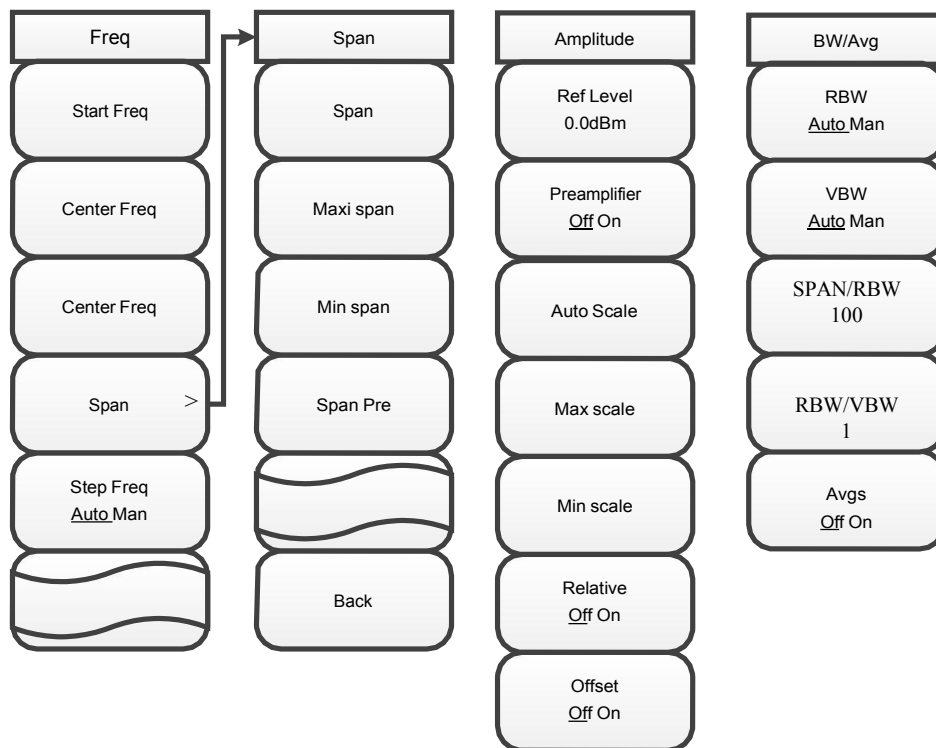 Freq
Start Freq
Center Freq
Center Freq
Span >
Step Freq
Auto Man
Span
Span
Maxi span
Min span
Span Pre
Back
Amplitude
Ref Level
0.0dBm
Preamplifier
Off On
Auto Scale
Max scale
Min scale
Relative
Off On
Offset
Off On
BW/Avg
RBW
Auto Man
VBW
Auto Man
SPAN/RBW
100
RBW/VBW
1
Avgs
Off On